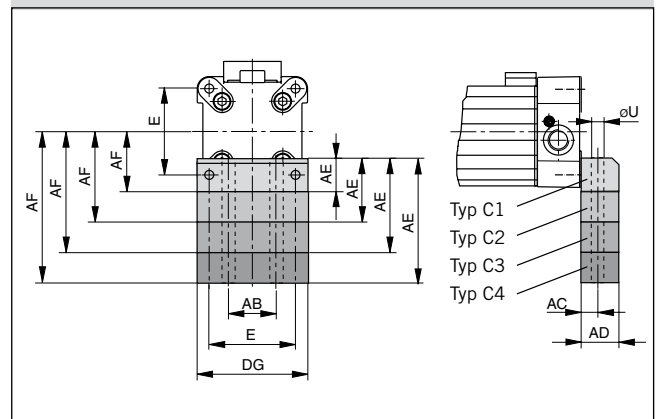 E
AF
AF
AF
AF
AE
AE
AE
AE
AB
E
DG
øU
Typ C1
Typ C2
Typ C3
Typ C4
AC
AD